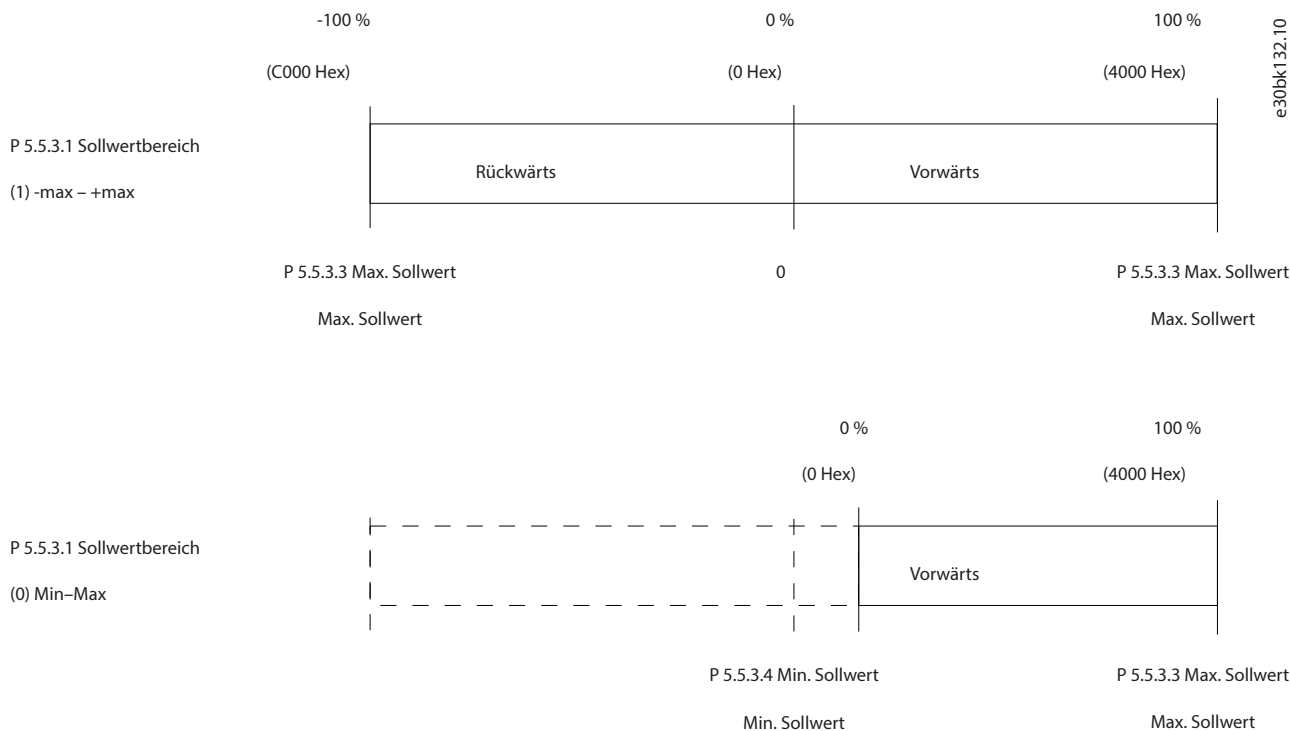 -100 % 0 % 100 %
(C000 Hex) (0 Hex) (4000 Hex)
e30bk132.10
P 5.5.3.1 Sollwertbereich
(1) -max – +max
Rückwärts Vorwärts
P 5.5.3.3 Max. Sollwert 0 P 5.5.3.3 Max. Sollwert
Max. Sollwert Max. Sollwert
0 % 100 %
(0 Hex) (4000 Hex)
P 5.5.3.1 Sollwertbereich
(0) Min–Max
Vorwärts
P 5.5.3.4 Min. Sollwert P 5.5.3.3 Max. Sollwert
Min. Sollwert Max. Sollwert